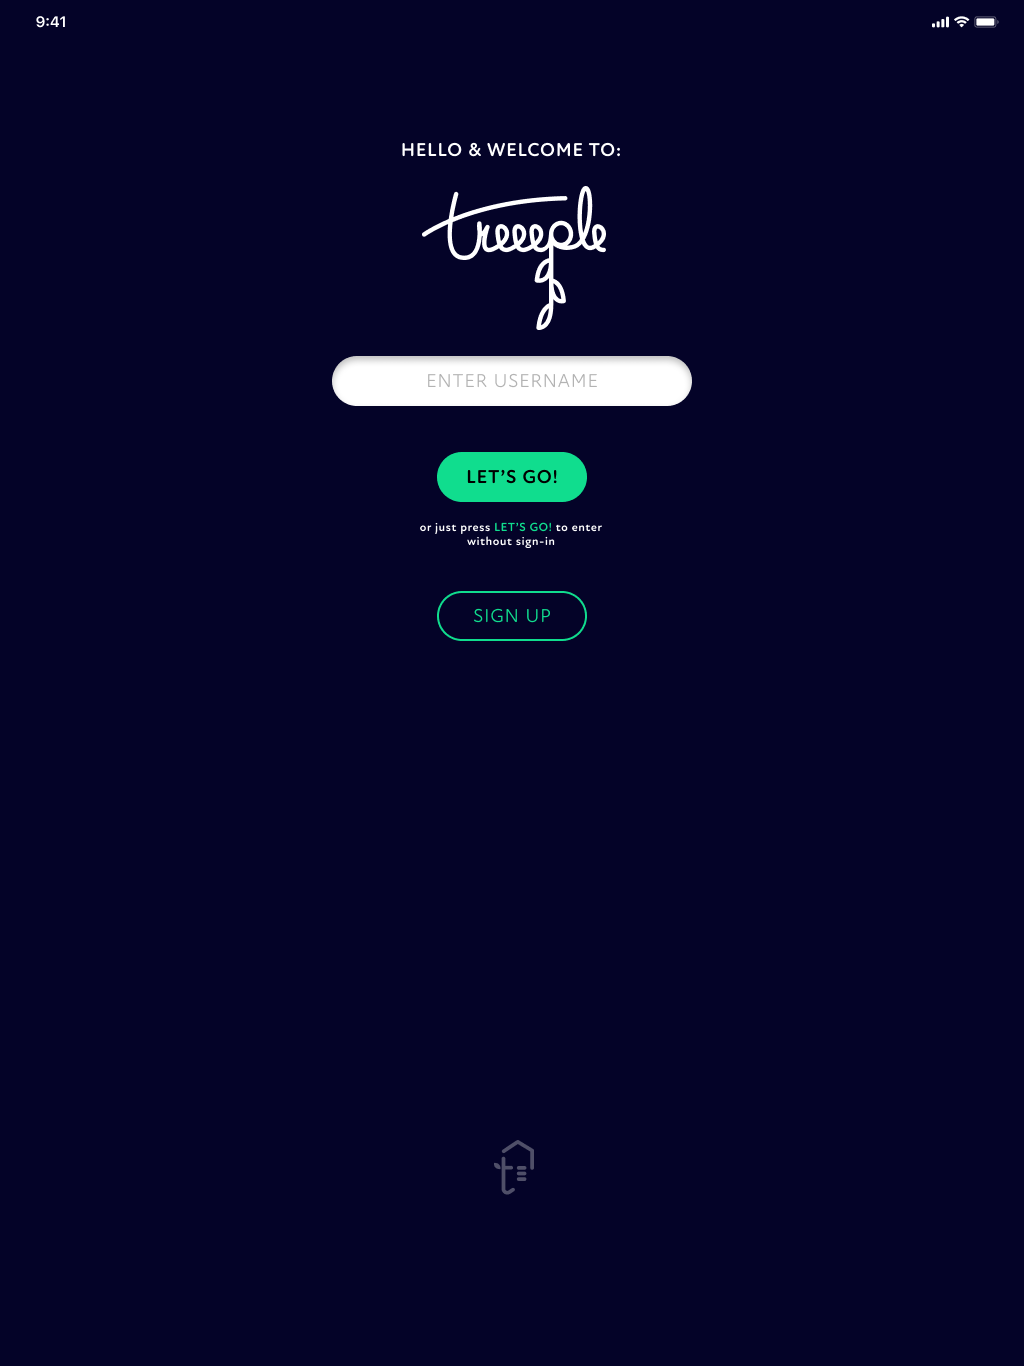 9:41
HELLO & WELCOME TO:
treeeple
ENTER USERNAME
LET’S GO!
or just press LET’S GO! to enter
without sign-in
SIGN UP